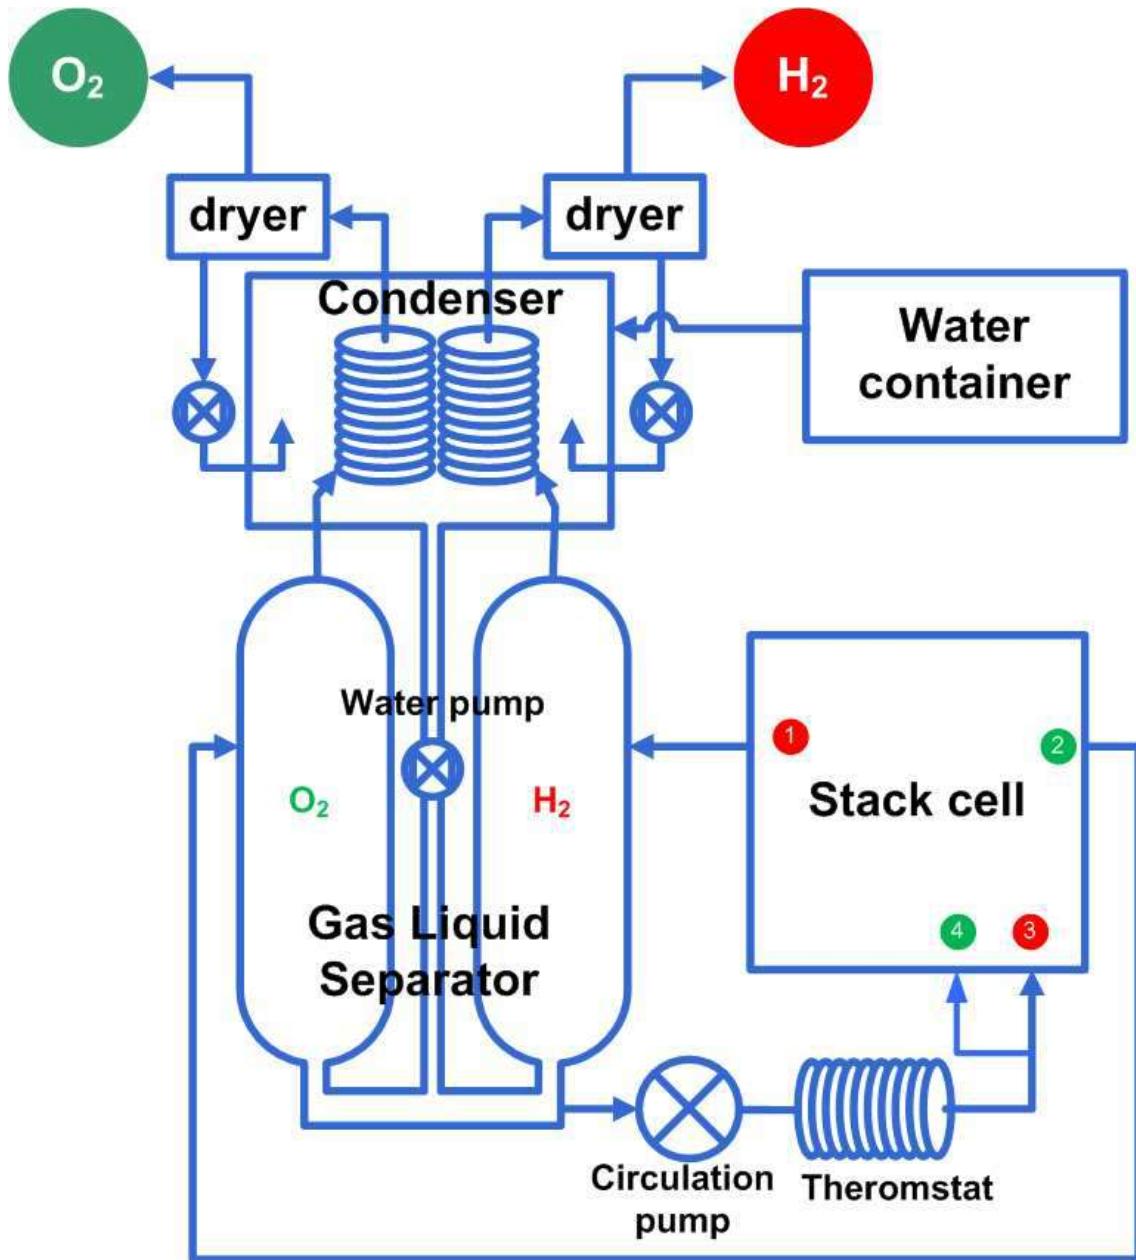 O₂
H₂
dryer
dryer
Condenser
Water
container
Water pump
O₂
H₂
1
2
Stack cell
Gas Liquid
Separator
4
3
Circulation
pump
Theromstat